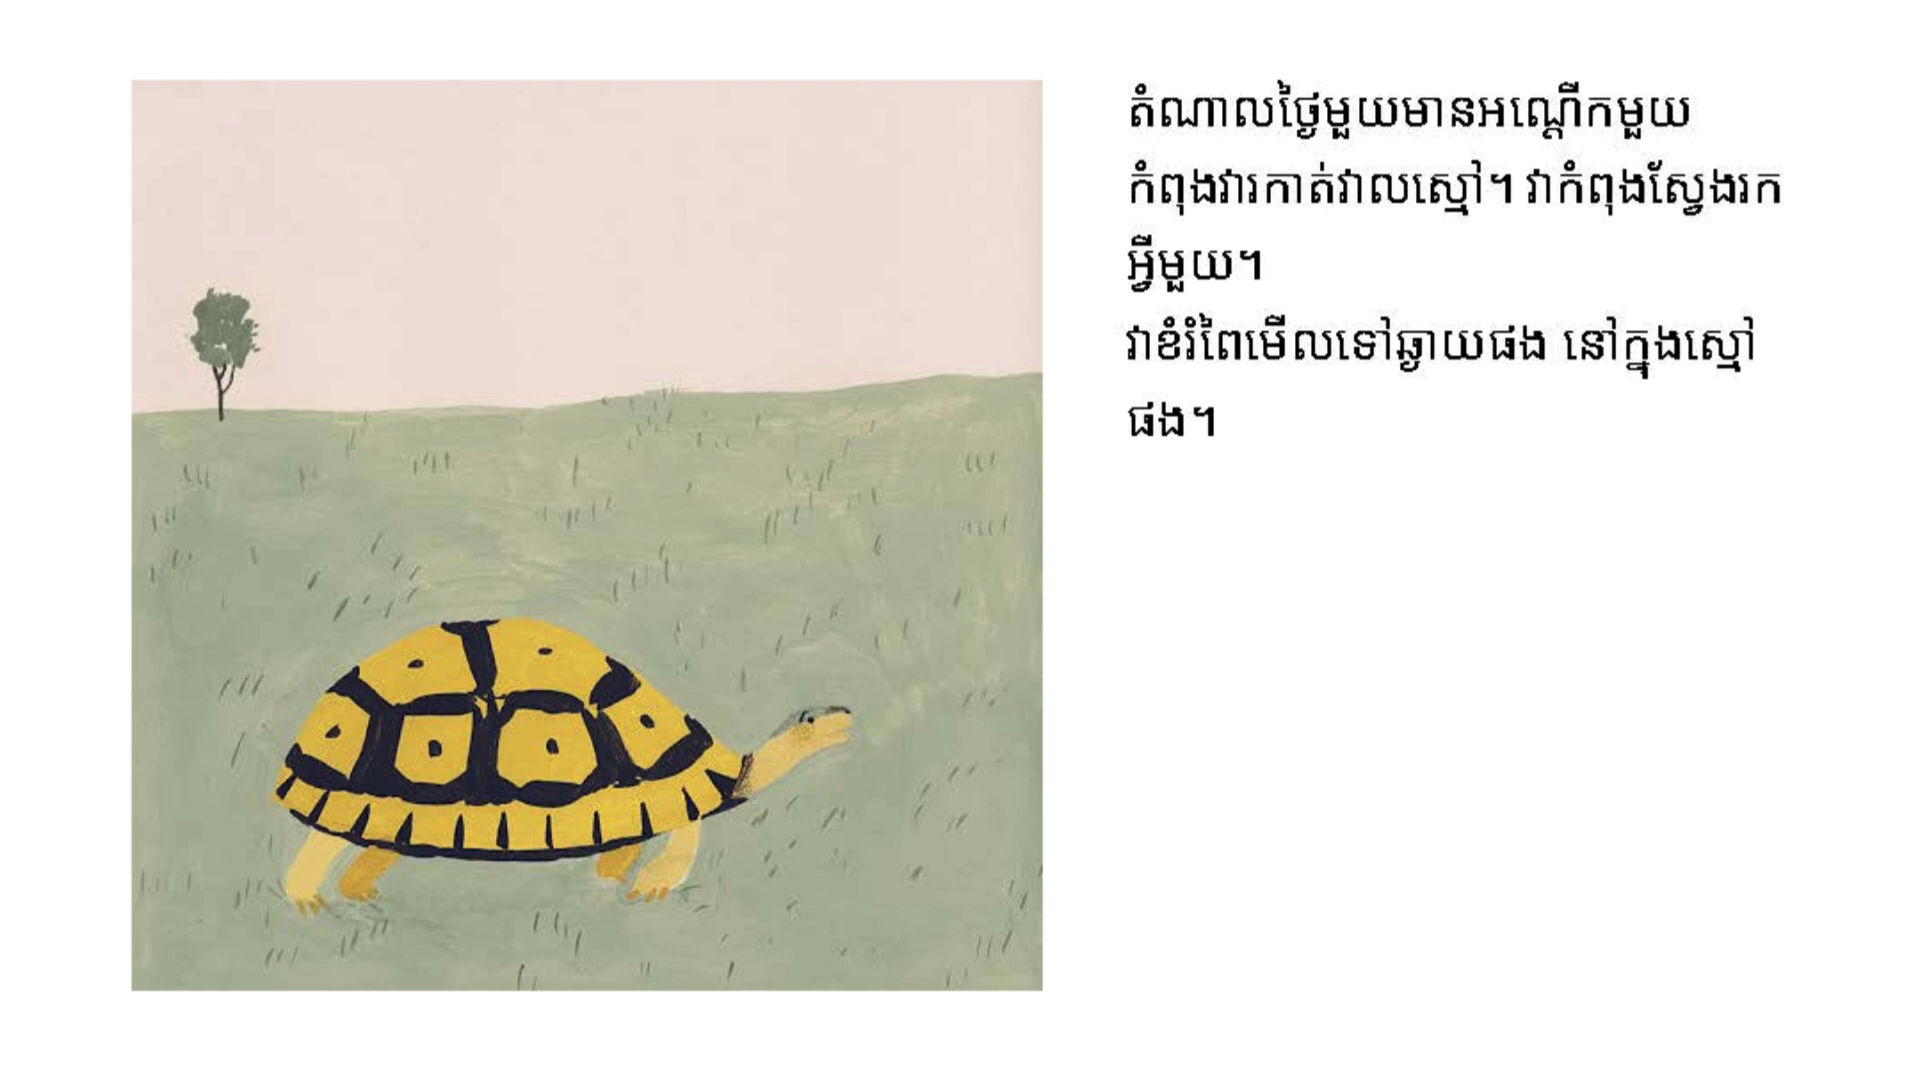 តំណាលថ្ងៃមួយមានអណ្តើកមួយ
កំពុងវារកាត់វាលស្មៅ។ វាកំពុងស្វែងរក
អ្វីមួយ។
វាខំរំពៃមើលទៅឆ្ងាយផង នៅក្នុងស្មៅ
ផង។